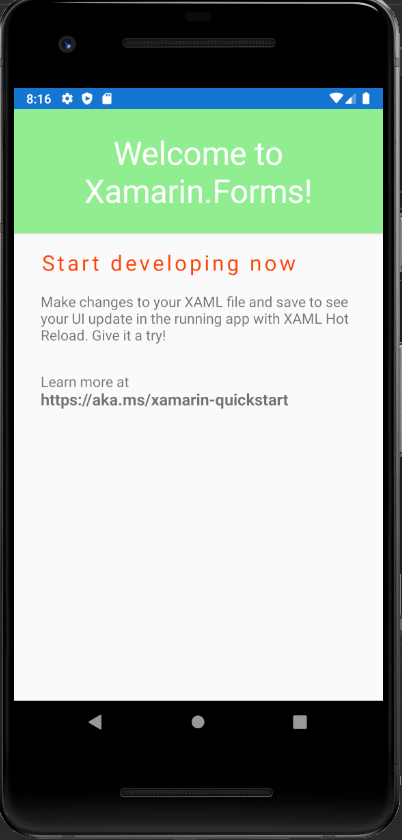 8:16
Welcome to
Xamarin.Forms!
Start developing now
Make changes to your XAML file and save to see
your UI update in the running app with XAML Hot
Reload. Give it a try!
Learn more at
https://aka.ms/xamarin-quickstart